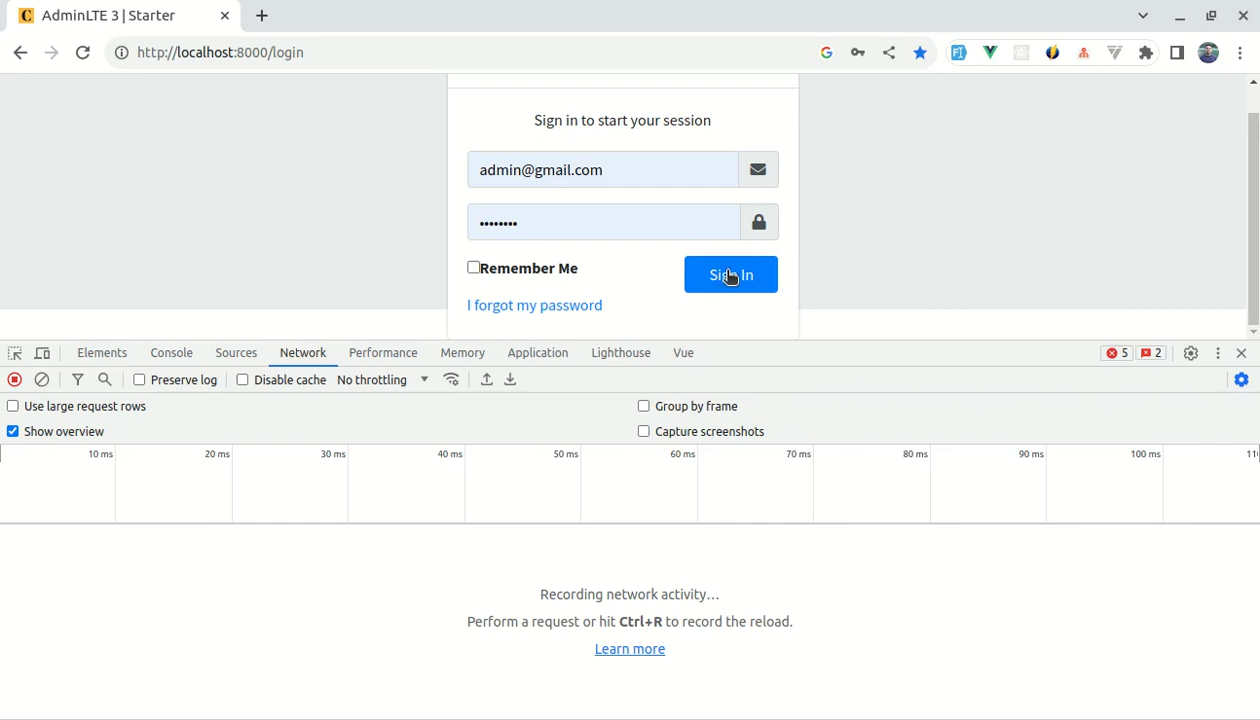 AdminLTE 3 | Starter
http://localhost:8000/login
Sign in to start your session
admin@gmail.com
••••••••
Remember Me
Sign In
I forgot my password
Elements Console Sources Network Performance Memory Application Lighthouse Vue 5 2
Preserve log Disable cache No throttling
Use large request rows Group by frame
Show overview Capture screenshots
10 ms 20 ms 30 ms 40 ms 50 ms 60 ms 70 ms 80 ms 90 ms 100 ms 11
Recording network activity…
Perform a request or hit Ctrl+R to record the reload.
Learn more